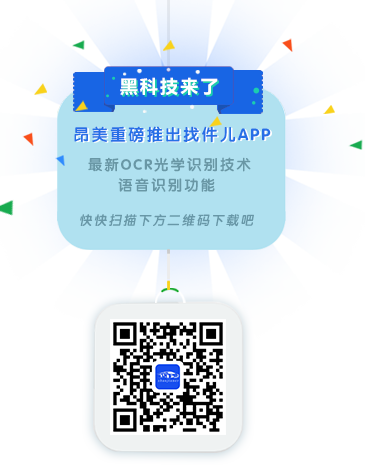 黑科技来了
昂美重磅推出找件儿APP
最新OCR光学识别技术
语音识别功能
快快扫描下方二维码下载吧